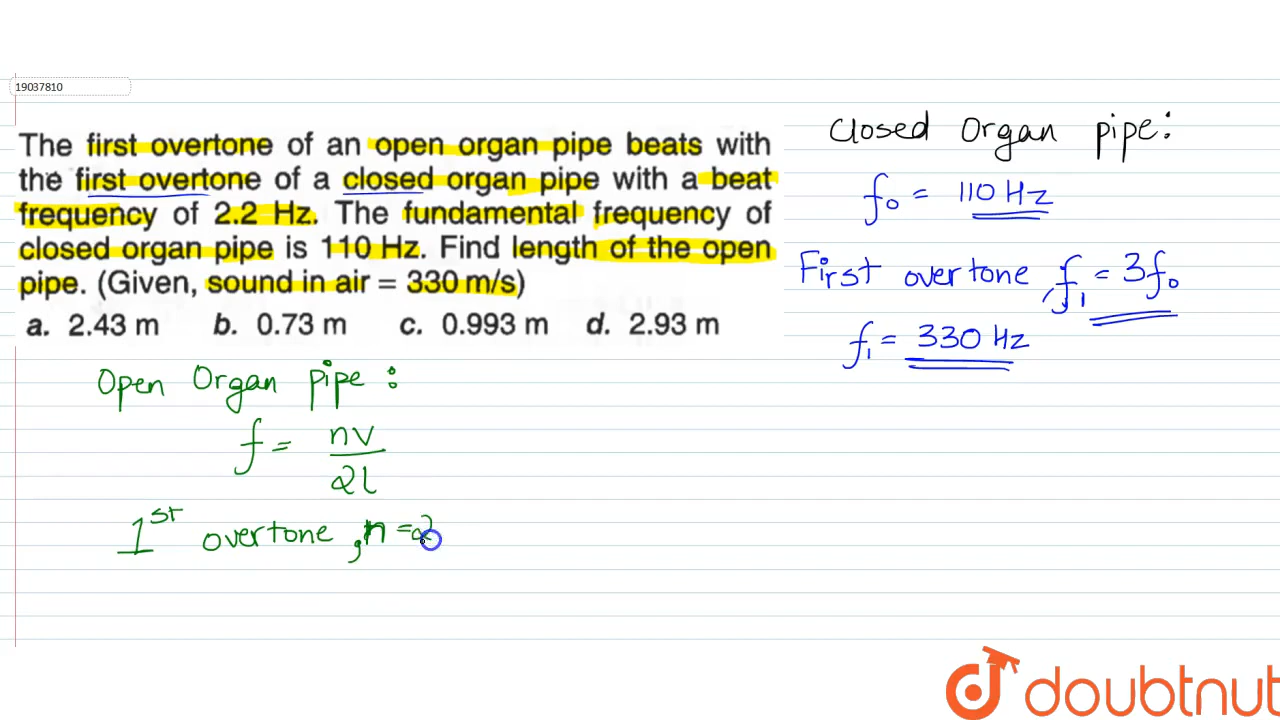 19037810
The first overtone of an open organ pipe beats with
the first overtone of a closed organ pipe with a beat
frequency of 2.2 Hz. The fundamental frequency of
closed organ pipe is 110 Hz. Find length of the open
pipe. (Given, sound in air = 330 m/s)
a. 2.43 m b. 0.73 m c. 0.993 m d. 2.93 m
Open Organ pipe :
f = nv/2l
1st overtone , n = 2
Closed Organ pipe :
f₀ = 110 Hz
First overtone , f₁ = 3f₀
f₁ = 330 Hz
doubtnut